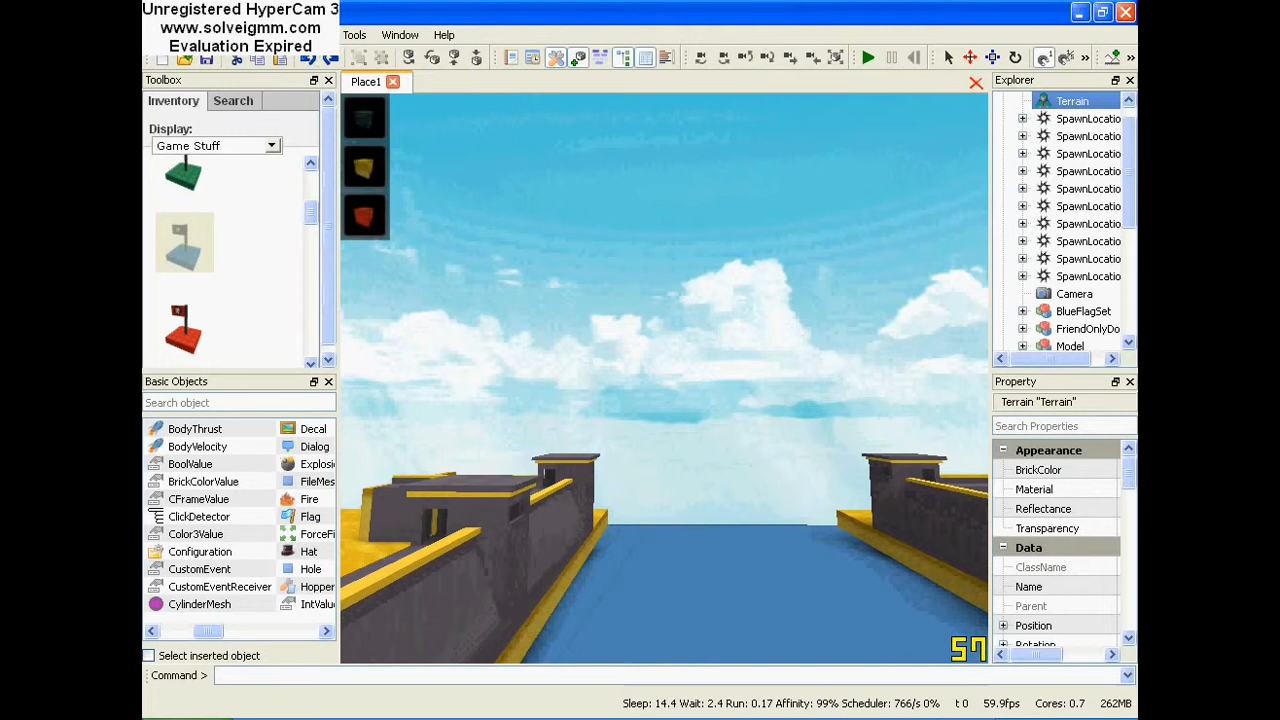 Unregistered HyperCam 3
www.solveigmm.com
Evaluation Expired
Tools Window Help
Toolbox
Inventory Search
Display:
Game Stuff
Basic Objects
Search object
BodyThrust Decal
BodyVelocity Dialog
BoolValue Explosi
BrickColorValue FileMes
CFrameValue Fire
ClickDetector Flag
Color3Value ForceFi
Configuration Hat
CustomEvent Hole
CustomEventReceiver Hopper
CylinderMesh IntValu
Select inserted object
Place1
57
Explorer
Terrain
SpawnLocatio
SpawnLocatio
SpawnLocatio
SpawnLocatio
SpawnLocatio
SpawnLocatio
SpawnLocatio
SpawnLocatio
SpawnLocatio
SpawnLocatio
Camera
BlueFlagSet
FriendOnlyDo
Model
Property
Terrain "Terrain"
Search Properties
Appearance
BrickColor
Material
Reflectance
Transparency
Data
ClassName
Name
Parent
Position
Rotation
Command >
Sleep: 14.4 Wait: 2.4 Run: 0.17 Affinity: 99% Scheduler: 766/s 0% t 0 59.9fps Cores: 0.7 262MB